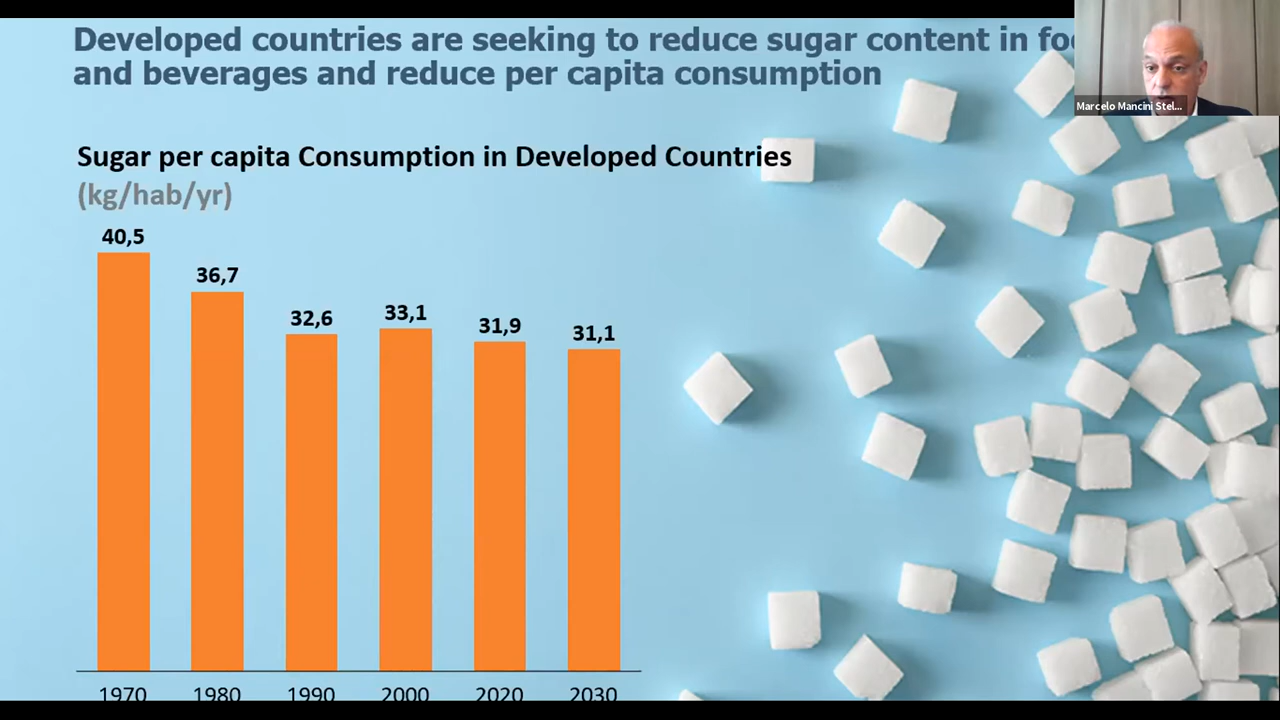 Developed countries are seeking to reduce sugar content in
and beverages and reduce per capita consumption
Marcelo Mancini Stel...
Sugar per capita Consumption in Developed Countries
(kg/hab/yr)
40,5
36,7
32,6
33,1
31,9
31,1
1970 1980 1990 2000 2020 2030